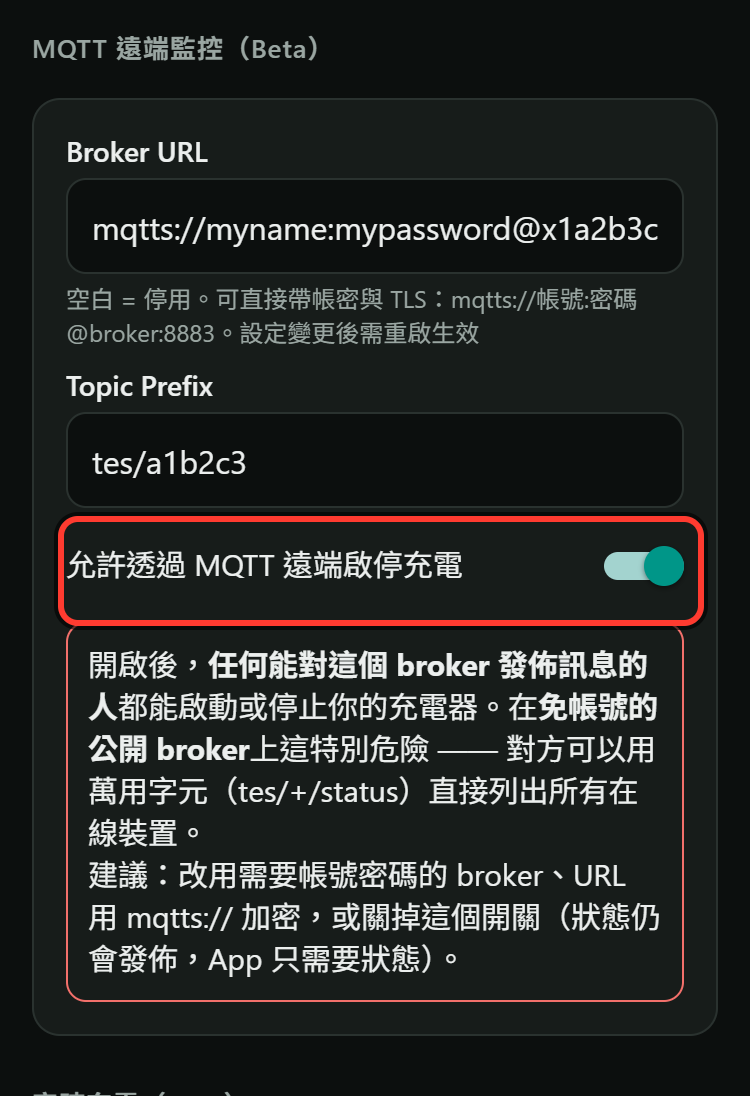 MQTT 遠端監控（Beta）
Broker URL
mqtts://myname:mypassword@x1a2b3c
空白 = 停用。可直接帶帳密與 TLS：mqtts://帳號:密碼
@broker:8883。設定變更後需重啟生效
Topic Prefix
tes/a1b2c3
允許透過 MQTT 遠端啟停充電
開啟後，任何能對這個 broker 發佈訊息的
人都能啟動或停止你的充電器。在免帳號的
公開 broker上這特別危險 —— 對方可以用
萬用字元（tes/+/status）直接列出所有在
線裝置。
建議：改用需要帳號密碼的 broker、URL
用 mqtts:// 加密，或關掉這個開關（狀態仍
會發佈，App 只需要狀態）。